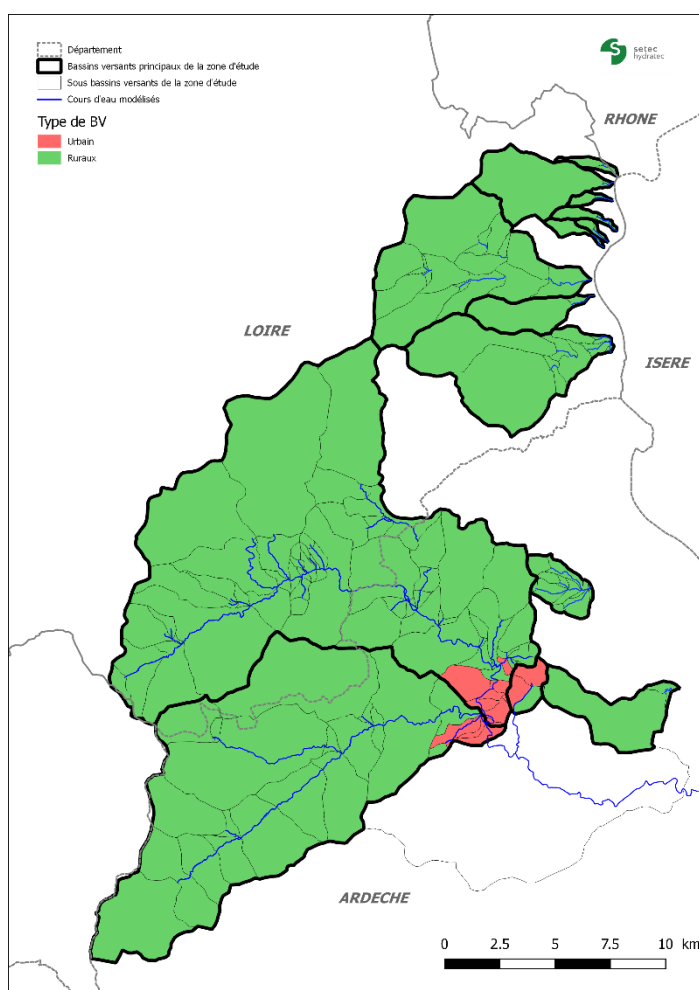 Département
Bassins versants principaux de la zone d'étude
Sous bassins versants de la zone d'étude
Cours d'eau modélisés
Type de BV
Urbain
Ruraux
setec
hydratec
RHONE
LOIRE
ISERE
ARDECHE
0 2.5 5 7.5 10 km